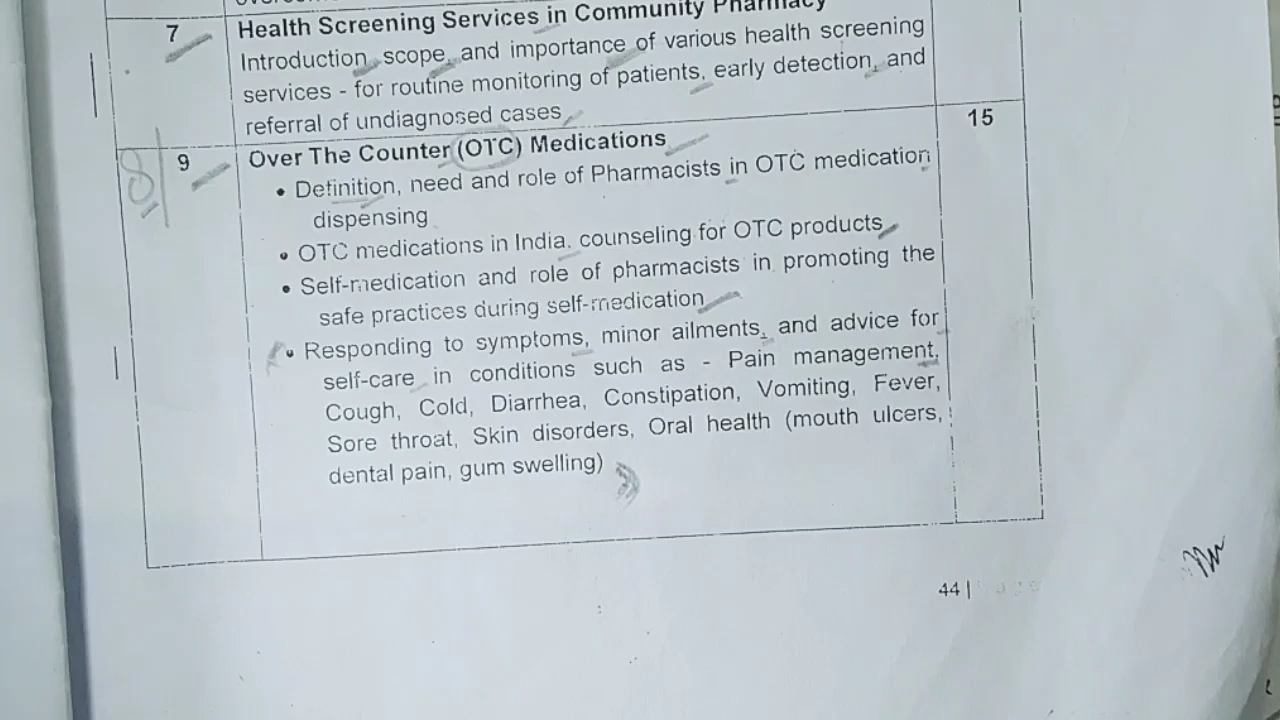 7
Health Screening Services in Community Pharmacy
Introduction, scope, and importance of various health screening
services - for routine monitoring of patients, early detection, and
referral of undiagnosed cases
8
9
Over The Counter (OTC) Medications
15
• Definition, need and role of Pharmacists in OTC medication
dispensing
• OTC medications in India, counseling for OTC products
• Self-medication and role of pharmacists in promoting the
safe practices during self-medication
• Responding to symptoms, minor ailments, and advice for
self-care in conditions such as - Pain management,
Cough, Cold, Diarrhea, Constipation, Vomiting, Fever,
Sore throat, Skin disorders, Oral health (mouth ulcers,
dental pain, gum swelling)
44 |